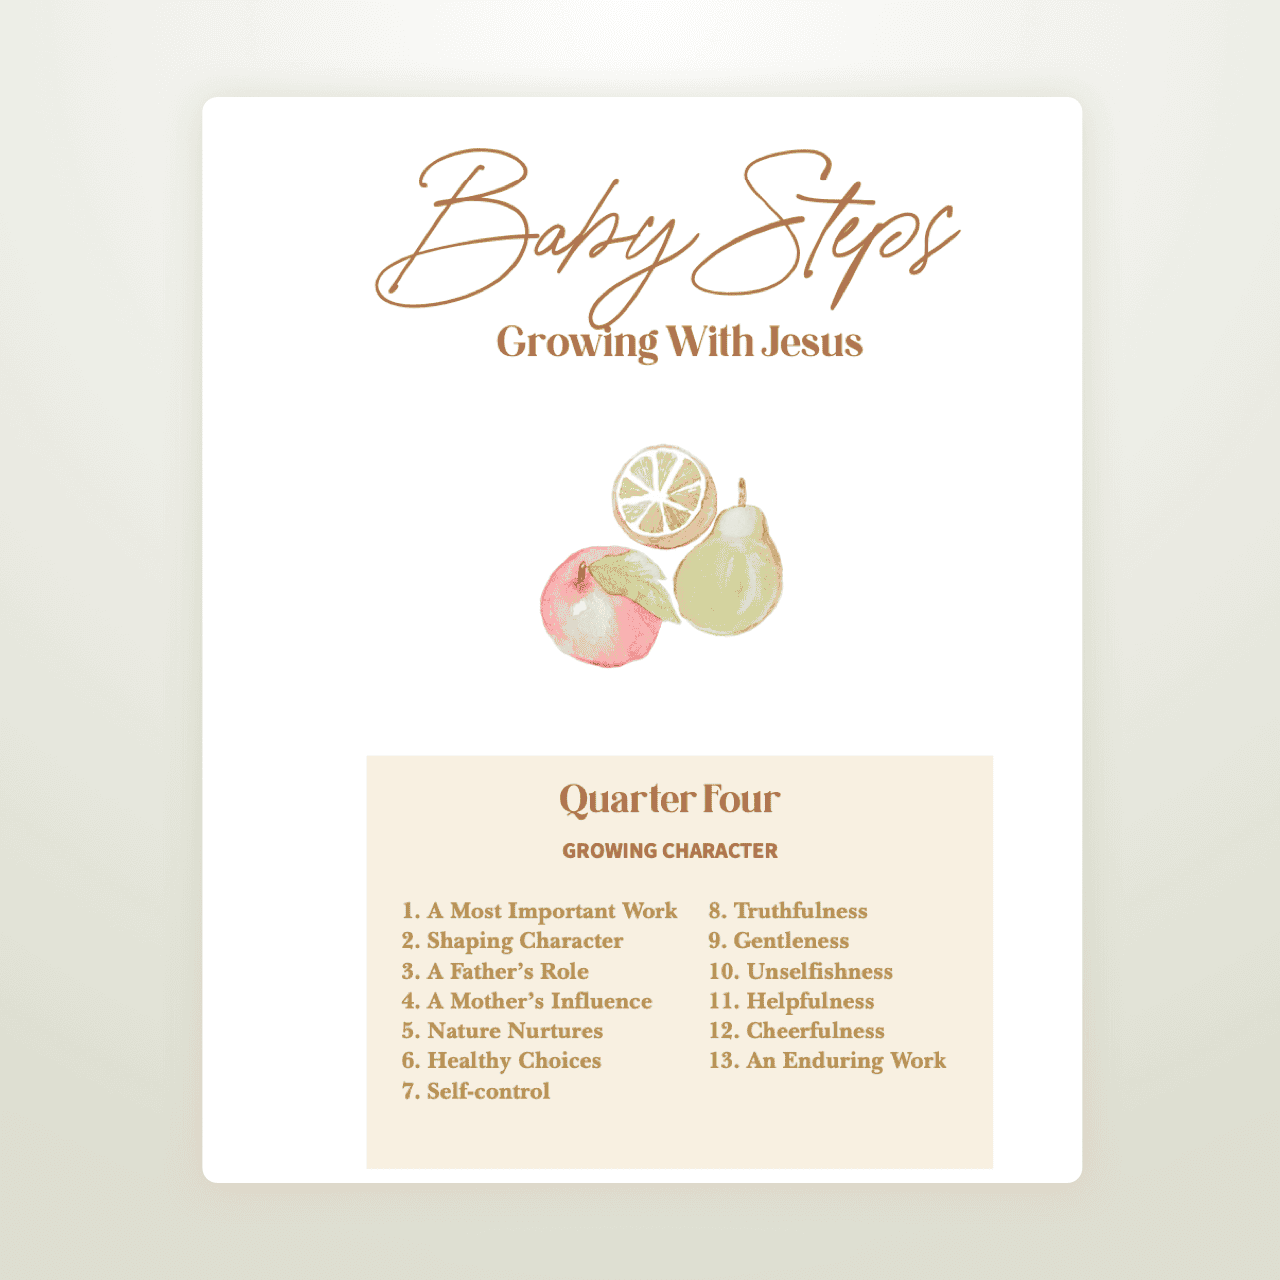 Baby Steps
Growing With Jesus
Quarter Four
GROWING CHARACTER
1. A Most Important Work
2. Shaping Character
3. A Father’s Role
4. A Mother’s Influence
5. Nature Nurtures
6. Healthy Choices
7. Self-control
8. Truthfulness
9. Gentleness
10. Unselfishness
11. Helpfulness
12. Cheerfulness
13. An Enduring Work